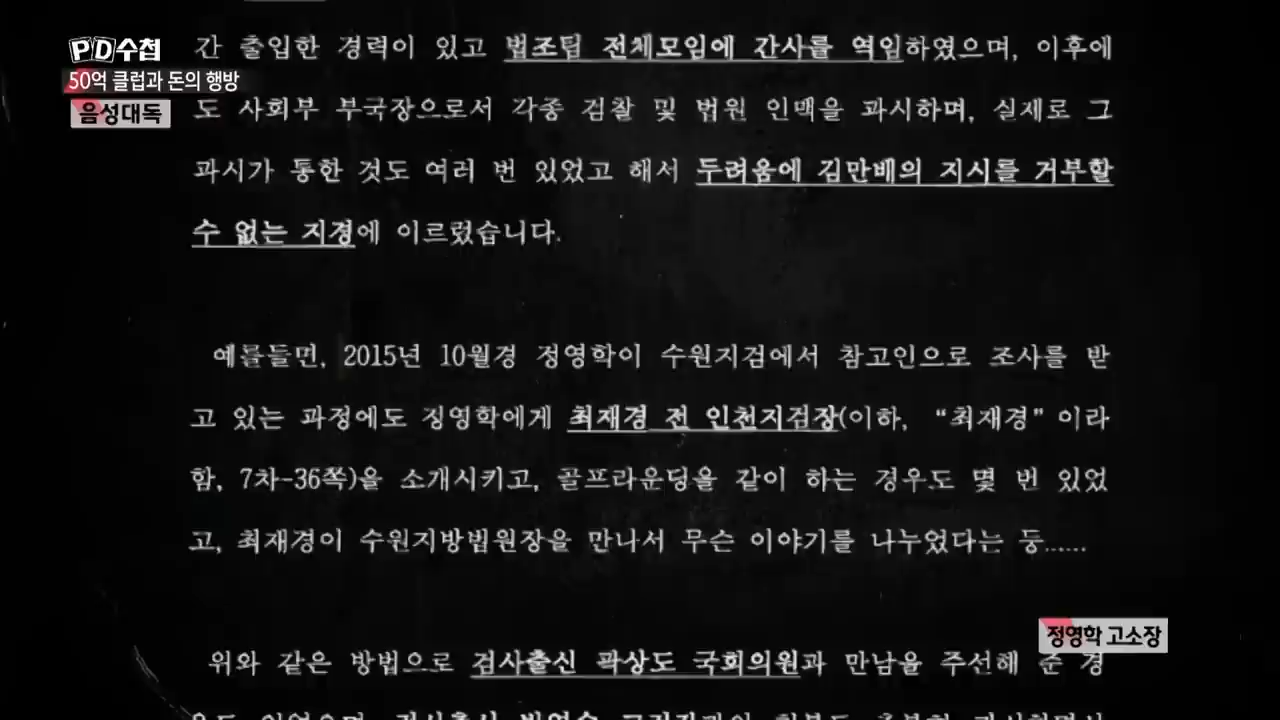 PD수첩
50억 클럽과 돈의 행방
음성대독
간 출입한 경력이 있고 법조팀 전체모임에 간사를 역임하였으며, 이후에
도 사회부 부국장으로서 각종 검찰 및 법원 인맥을 과시하며, 실제로 그
과시가 통한 것도 여러 번 있었고 해서 두려움에 김만배의 지시를 거부할
수 없는 지경에 이르렀습니다.
예를들면, 2015년 10월경 정영학이 수원지검에서 참고인으로 조사를 받
고 있는 과정에도 정영학에게 최재경 전 인천지검장(이하, “최재경” 이라
함, 7차-36쪽)을 소개시키고, 골프라운딩을 같이 하는 경우도 몇 번 있었
고, 최재경이 수원지방법원장을 만나서 무슨 이야기를 나누었다는 둥......
정영학 고소장
위와 같은 방법으로 검사출신 곽상도 국회의원과 만남을 주선해 준 경